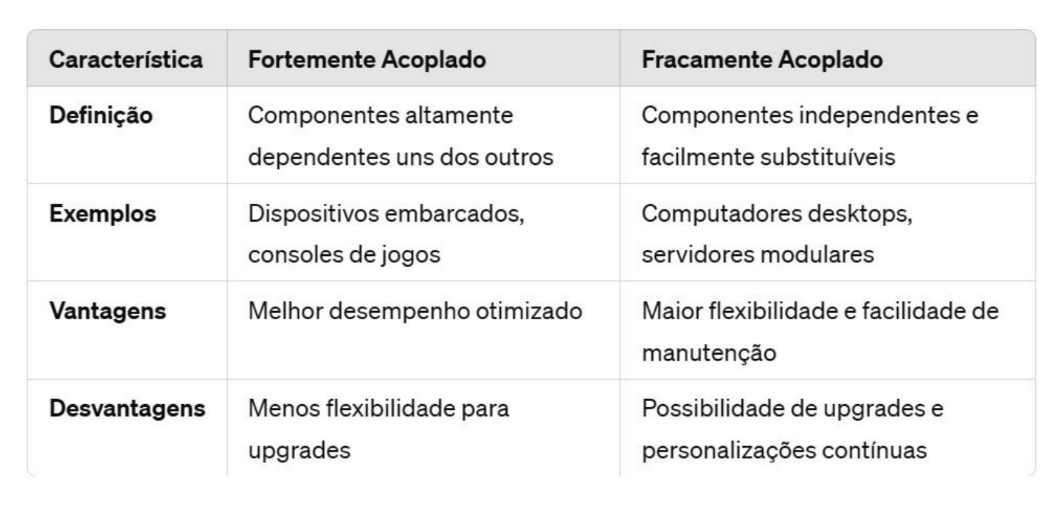 Característica Fortemente Acoplado Fracamente Acoplado
Definição Componentes altamente Componentes independentes e
dependentes uns dos outros facilmente substituíveis
Exemplos Dispositivos embarcados, Computadores desktops,
consoles de jogos servidores modulares
Vantagens Melhor desempenho otimizado Maior flexibilidade e facilidade de
manutenção
Desvantagens Menos flexibilidade para Possibilidade de upgrades e
upgrades personalizações contínuas